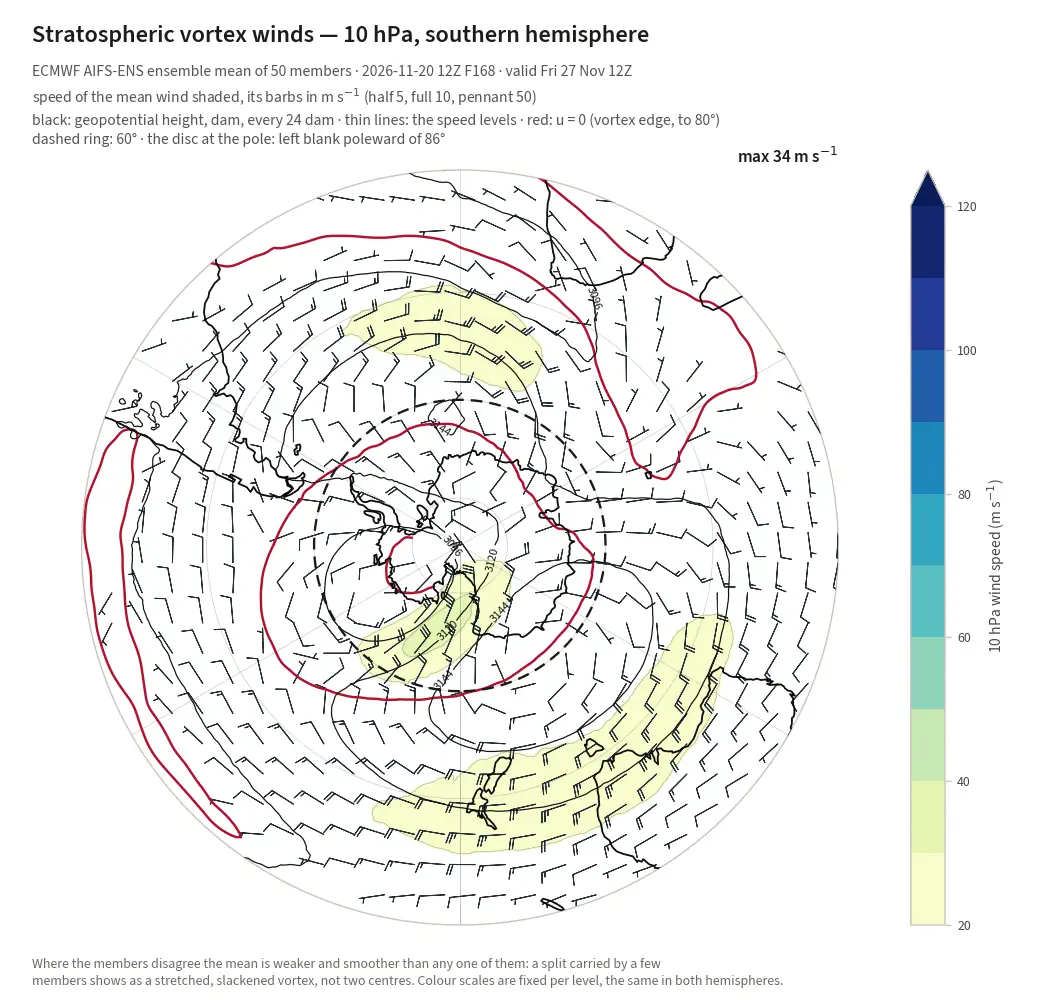 Stratospheric vortex winds — 10 hPa, southern hemisphere
ECMWF AIFS-ENS ensemble mean of 50 members · 2026-11-20 12Z F168 · valid Fri 27 Nov 12Z
speed of the mean wind shaded, its barbs in m s⁻¹ (half 5, full 10, pennant 50)
black: geopotential height, dam, every 24 dam · thin lines: the speed levels · red: u = 0 (vortex edge, to 80°)
dashed ring: 60° · the disc at the pole: left blank poleward of 86°
max 34 m s⁻¹
120
100
80
60
40
20
10 hPa wind speed (m s⁻¹)
3096
3144
3096
3120
3144
3120
3144
Where the members disagree the mean is weaker and smoother than any one of them: a split carried by a few
members shows as a stretched, slackened vortex, not two centres. Colour scales are fixed per level, the same in both hemispheres.